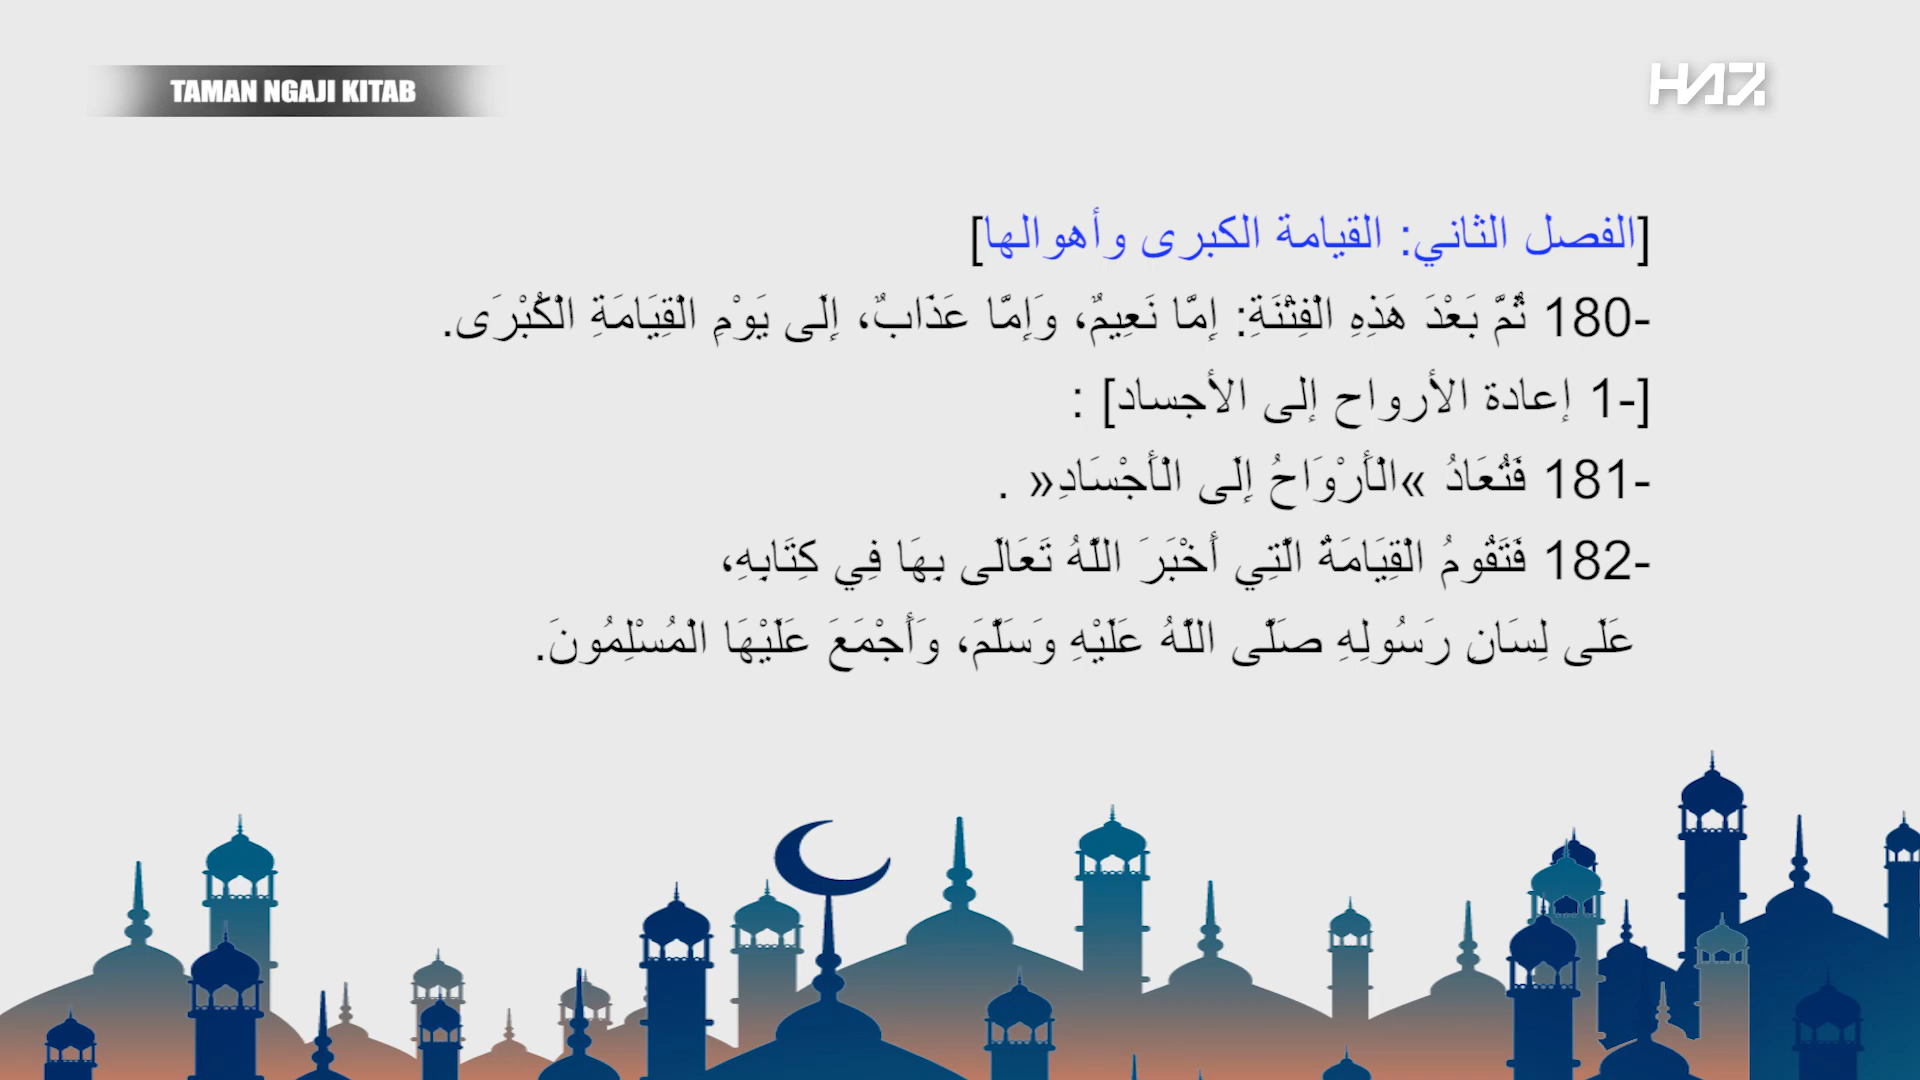 TAMAN NGAJI KITAB
HAZ
[الفصل الثاني: القيامة الكبرى وأهوالها]
180- ثُمَّ بَعْدَ هَذِهِ الْفِتْنَةِ: إِمَّا نَعِيمٌ، وَإِمَّا عَذَابٌ، إِلَى يَوْمِ الْقِيَامَةِ الْكُبْرَى.
[1- إعادة الأرواح إلى الأجساد] :
181- فَتُعَادُ »الْأَرْوَاحُ إِلَى الْأَجْسَادِ« .
182- فَتَقُومُ الْقِيَامَةُ الَّتِي أَخْبَرَ اللَّهُ تَعَالَى بِهَا فِي كِتَابِهِ،
عَلَى لِسَانِ رَسُولِهِ صَلَّى اللَّهُ عَلَيْهِ وَسَلَّمَ، وَأَجْمَعَ عَلَيْهَا الْمُسْلِمُونَ.